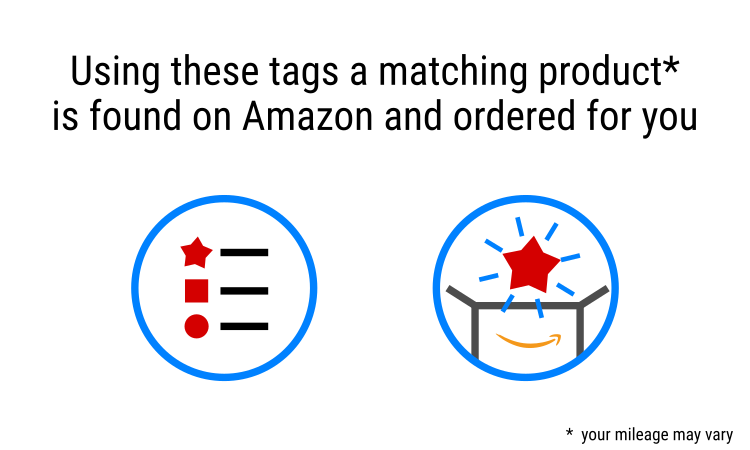 Using these tags a matching product*
is found on Amazon and ordered for you
* your mileage may vary